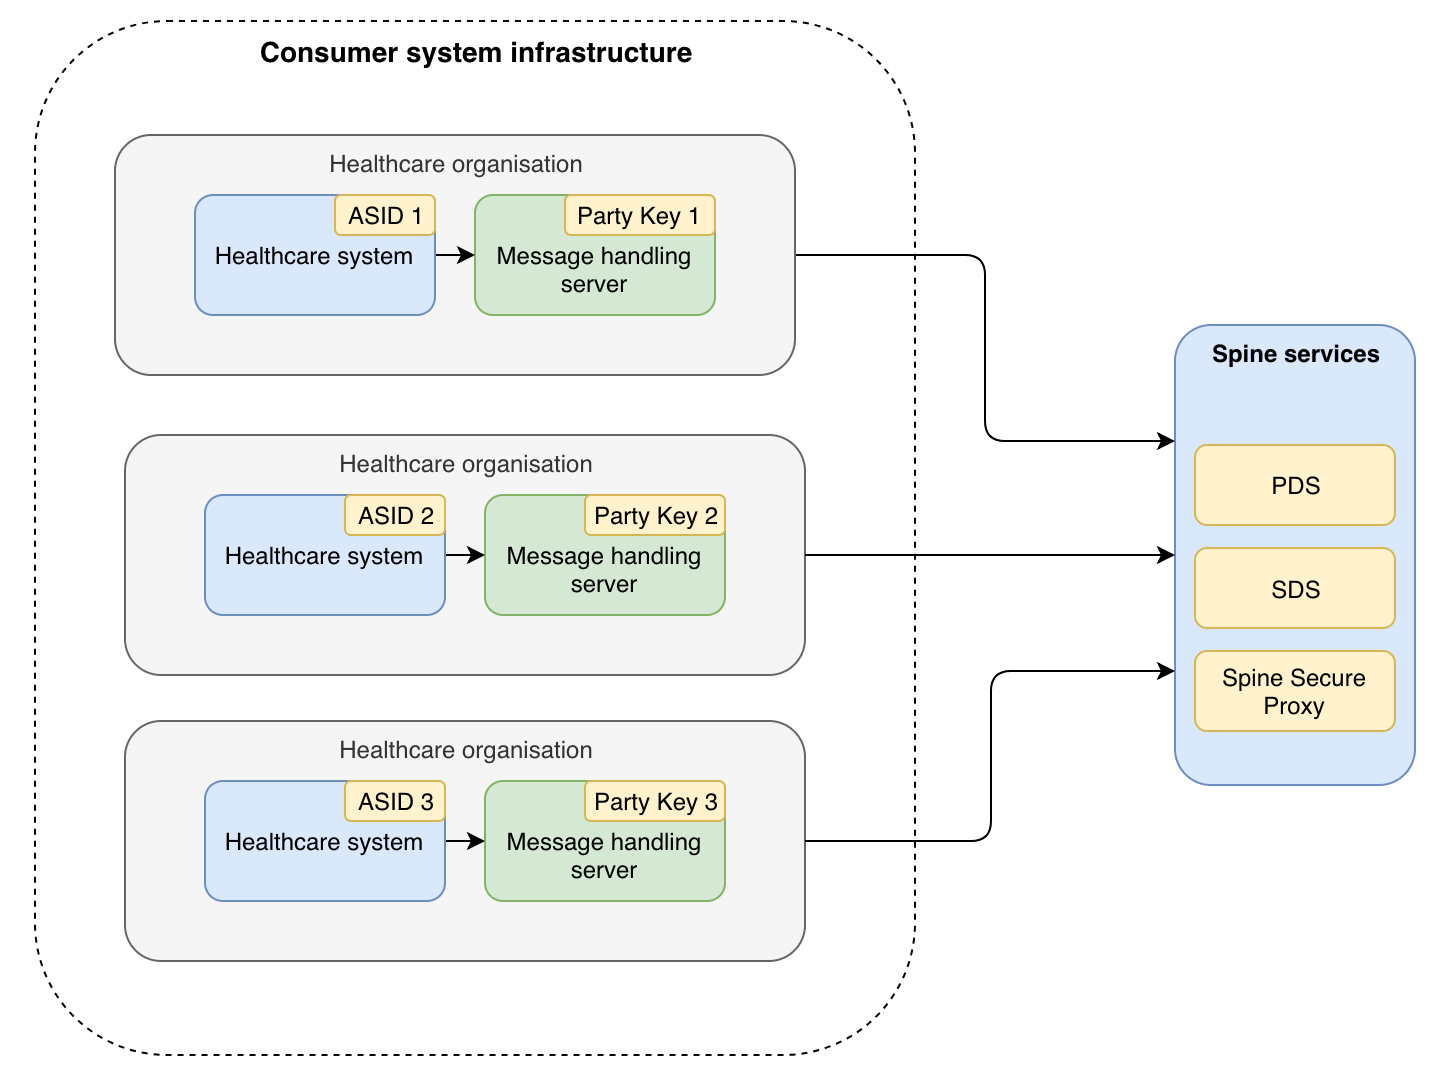 Consumer system infrastructure
Healthcare organisation
ASID 1
Healthcare system
Party Key 1
Message handling
server
Healthcare organisation
ASID 2
Healthcare system
Party Key 2
Message handling
server
Healthcare organisation
ASID 3
Healthcare system
Party Key 3
Message handling
server
Spine services
PDS
SDS
Spine Secure
Proxy